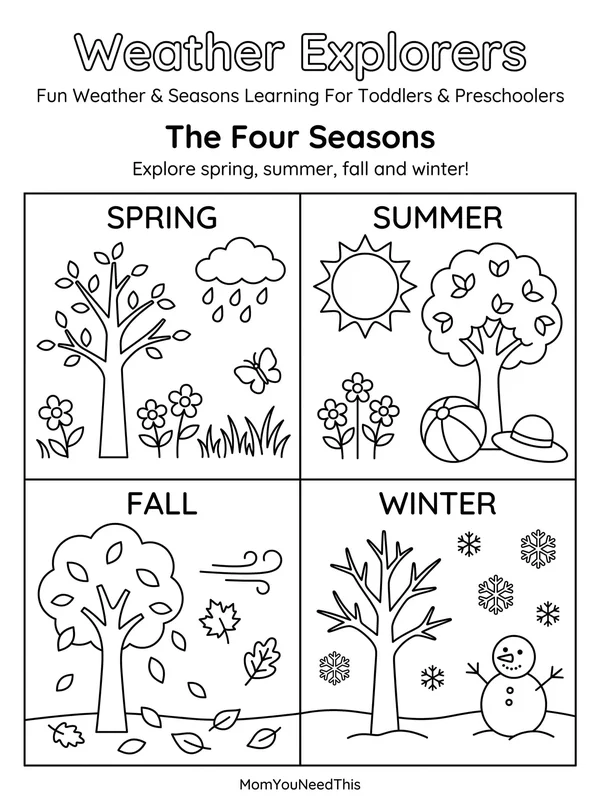 Weather Explorers
Fun Weather & Seasons Learning For Toddlers & Preschoolers
The Four Seasons
Explore spring, summer, fall and winter!
SPRING
SUMMER
FALL
WINTER
MomYouNeedThis